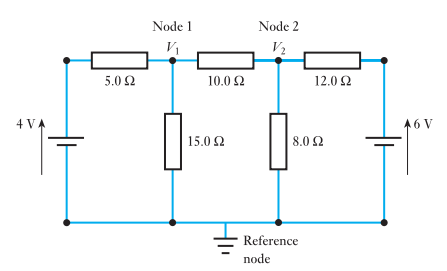 Node 1
Node 2
V1
V2
5.0 Ω
10.0 Ω
12.0 Ω
4 V
6 V
15.0 Ω
8.0 Ω
Reference
node